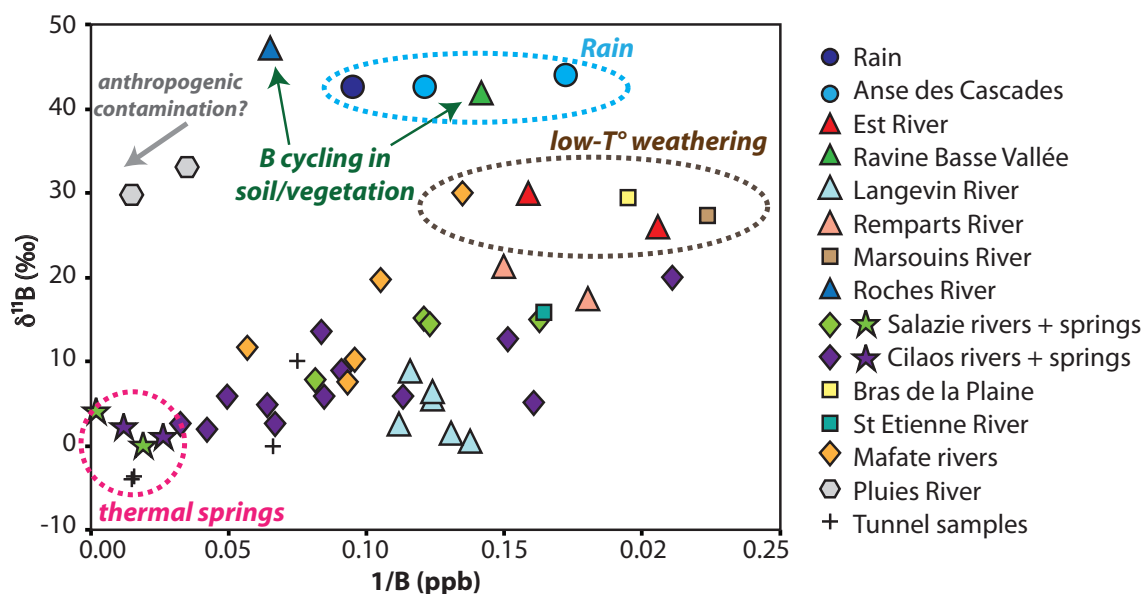 50
40
30
20
10
0
-10
δ¹¹B (‰)
0.00
0.05
0.10
0.15
0.02
0.25
1/B (ppb)
anthropogenic
contamination?
B cycling in
soil/vegetation
Rain
low-T° weathering
thermal springs
Rain
Anse des Cascades
Est River
Ravine Basse Vallée
Langevin River
Remparts River
Marsouins River
Roches River
Salazie rivers + springs
Cilaos rivers + springs
Bras de la Plaine
St Etienne River
Mafate rivers
Pluies River
Tunnel samples